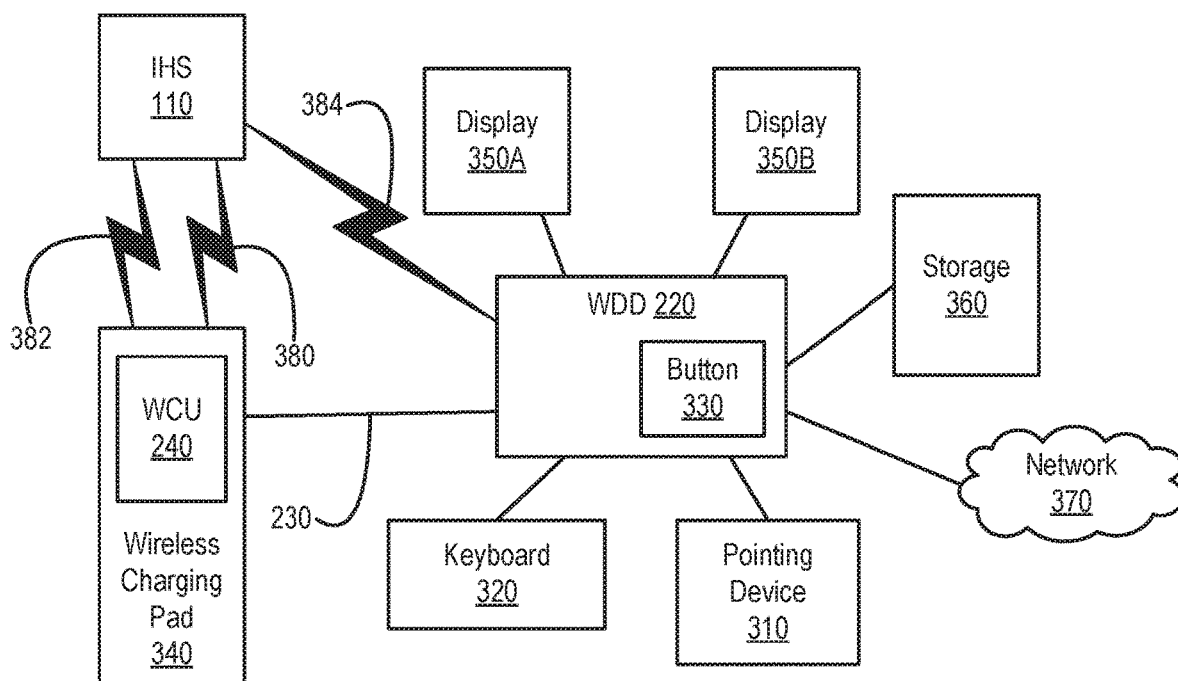 IHS
110
384
Display
350A
Display
350B
Storage
360
382
380
WDD 220
Button
330
WCU
240
Wireless
Charging
Pad
340
230
Keyboard
320
Pointing
Device
310
Network
370